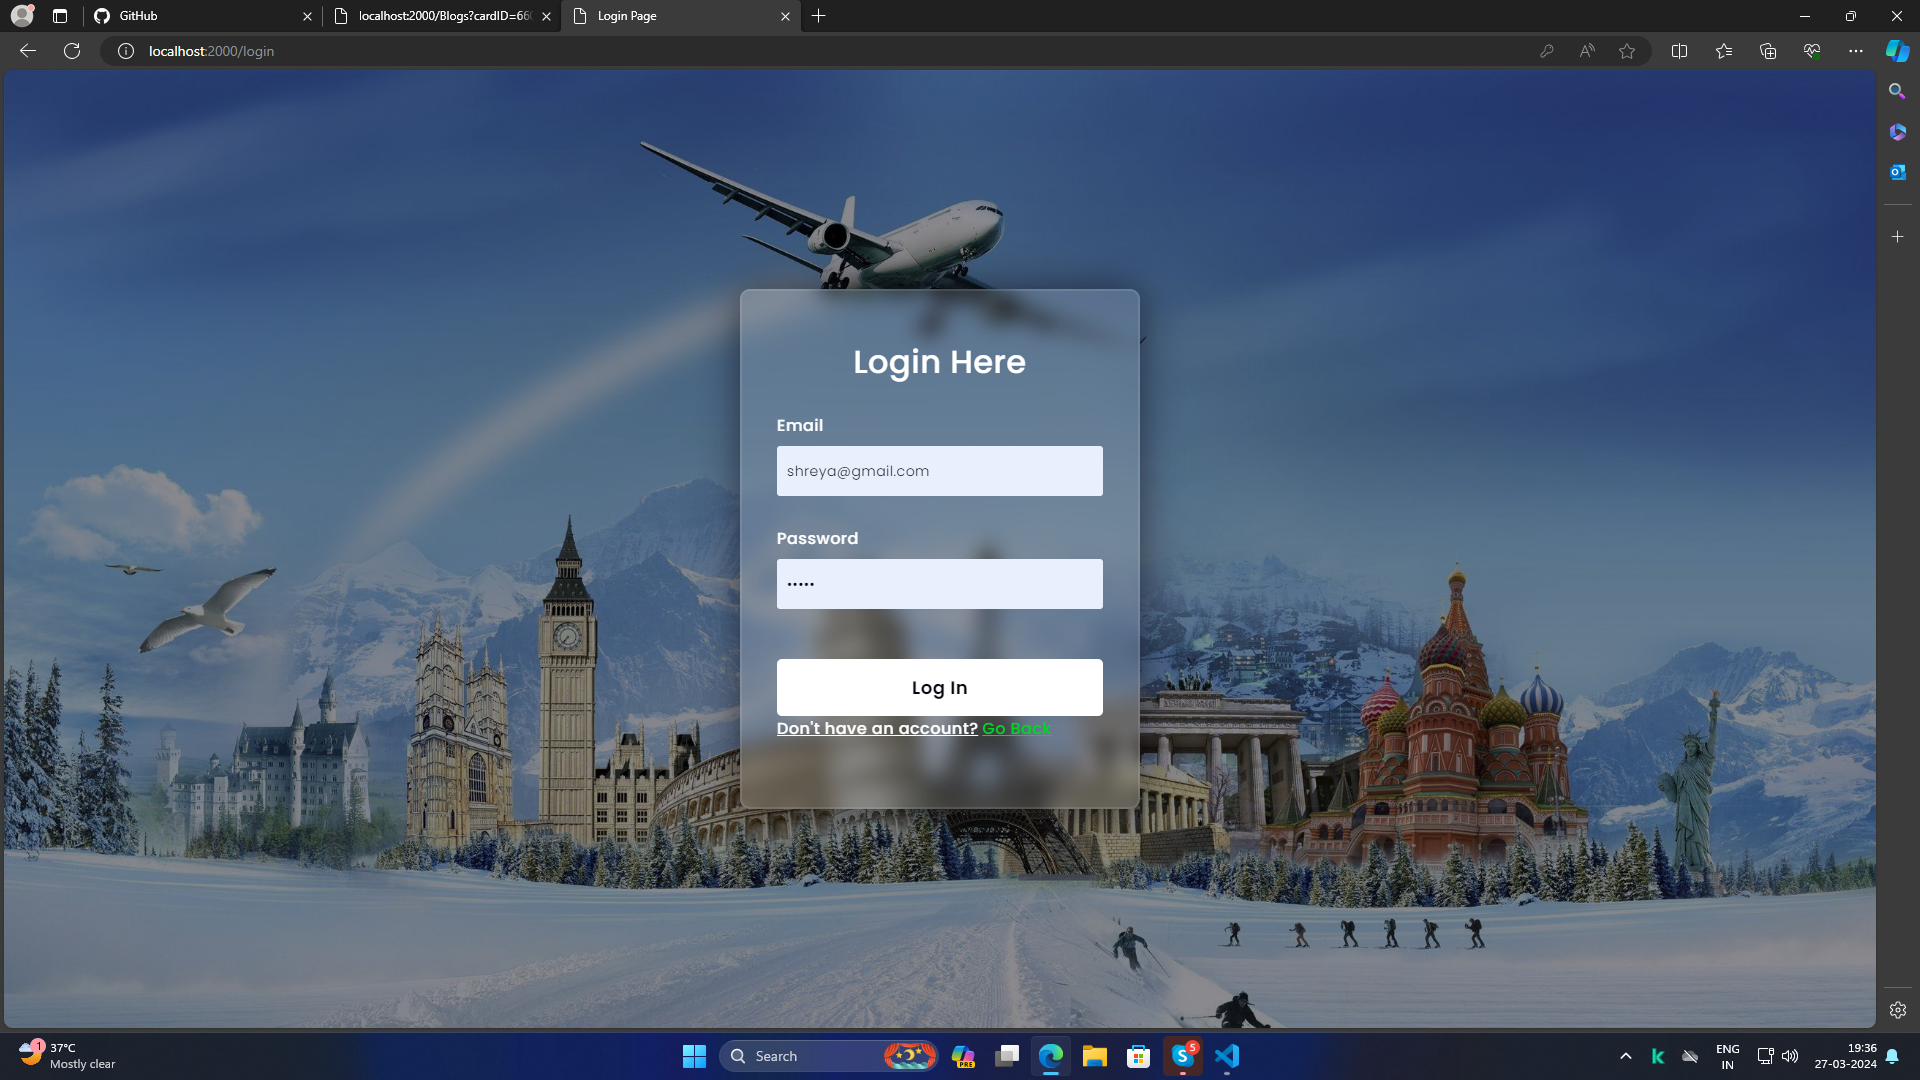 GitHub
localhost:2000/Blogs?cardID=660
Login Page
localhost:2000/login
Login Here
Email
shreya@gmail.com
Password
•••••
Log In
Don't have an account? Go Back
1
37°C
Mostly clear
Search
PRE
5
ENG
IN
19:36
27-03-2024